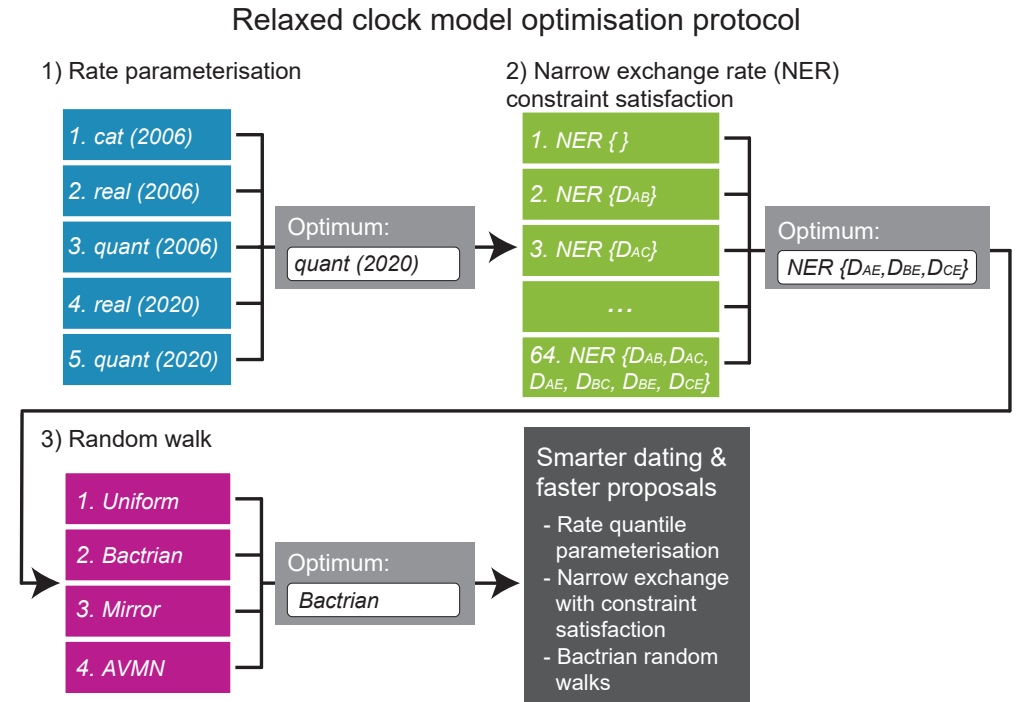 Relaxed clock model optimisation protocol
1) Rate parameterisation
1. cat (2006)
2. real (2006)
3. quant (2006)
4. real (2020)
5. quant (2020)
Optimum:
quant (2020)
2) Narrow exchange rate (NER)
constraint satisfaction
1. NER { }
2. NER {DAB}
3. NER {DAC}
...
64. NER {DAB,DAC,
DAE, DBC, DBE, DCE}
Optimum:
NER {DAE,DBE,DCE}
3) Random walk
1. Uniform
2. Bactrian
3. Mirror
4. AVMN
Optimum:
Bactrian
Smarter dating &
faster proposals
- Rate quantile
parameterisation
- Narrow exchange
with constraint
satisfaction
- Bactrian random
walks